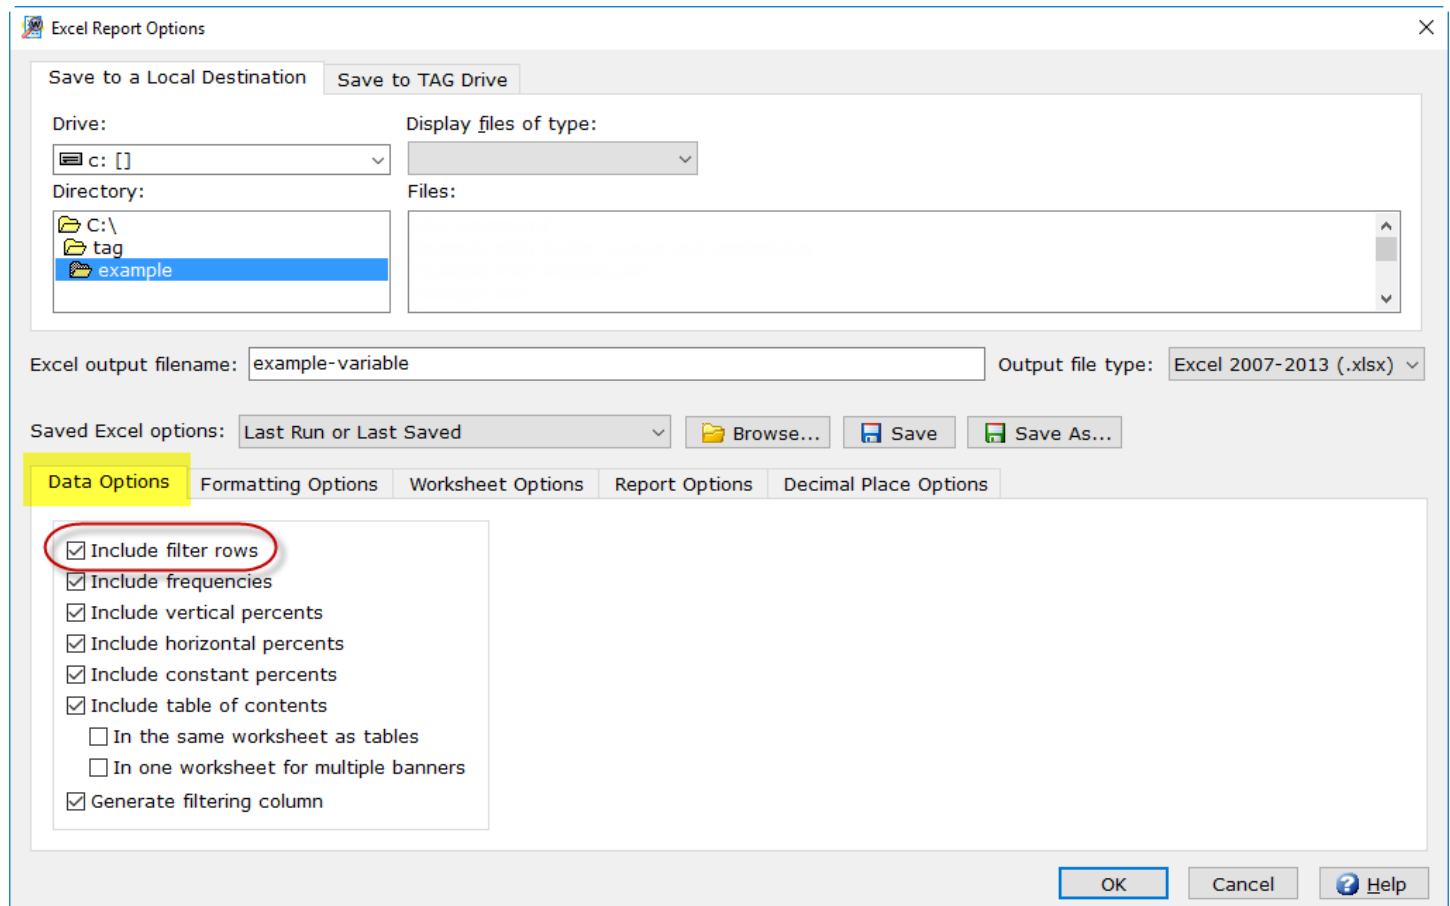 Excel Report Options
Save to a Local Destination Save to TAG Drive
Drive: Display files of type:
c: []
Directory: Files:
C:\
tag
example
Excel output filename: example-variable Output file type: Excel 2007-2013 (.xlsx)
Saved Excel options: Last Run or Last Saved Browse... Save Save As...
Data Options Formatting Options Worksheet Options Report Options Decimal Place Options
Include filter rows
Include frequencies
Include vertical percents
Include horizontal percents
Include constant percents
Include table of contents
In the same worksheet as tables
In one worksheet for multiple banners
Generate filtering column
OK Cancel Help